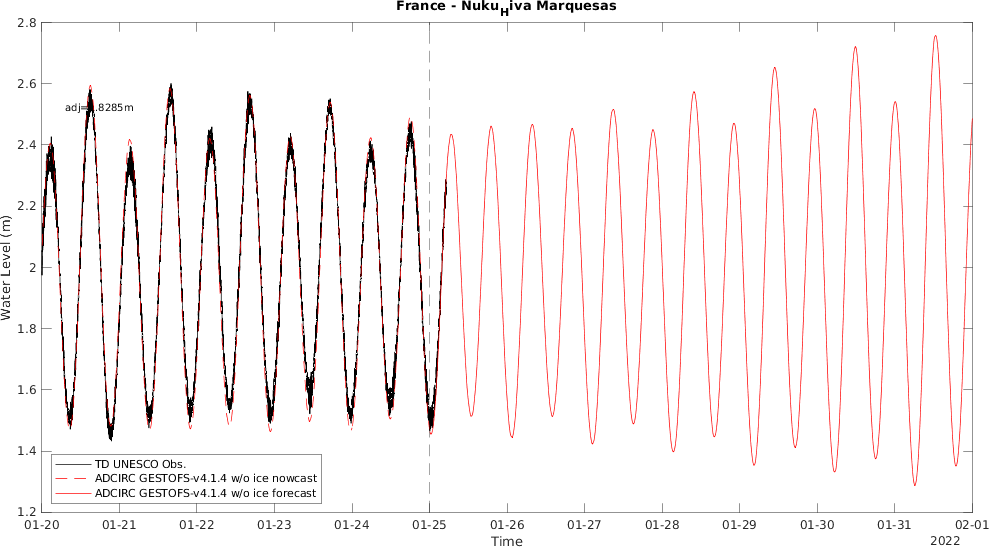 France - Nuku Hiva Marquesas
2.8
2.6
2.4
2.2
2
1.8
1.6
1.4
1.2
Water Level (m)
.8285m
TD UNESCO Obs.
ADCIRC GESTOFS-v4.1.4 w/o ice nowcast
ADCIRC GESTOFS-v4.1.4 w/o ice forecast
01-20 01-21 01-22 01-23 01-24 01-25 01-26 01-27 01-28 01-29 01-30 01-31 02-01
Time
2022